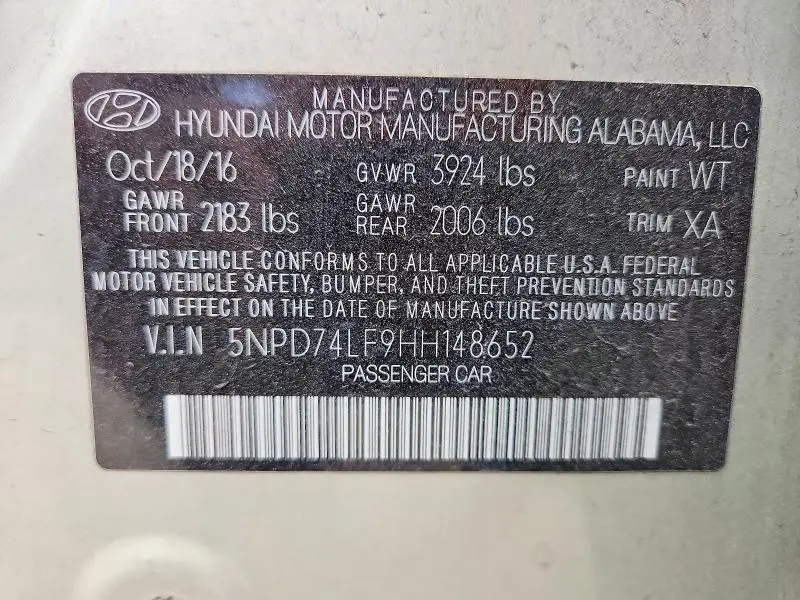 MANUFACTURED BY
HYUNDAI MOTOR MANUFACTURING ALABAMA, LLC
Oct/18/16 GVWR 3924 lbs PAINT WT
GAWR FRONT 2183 lbs GAWR REAR 2006 lbs TRIM XA
THIS VEHICLE CONFORMS TO ALL APPLICABLE U.S.A. FEDERAL
MOTOR VEHICLE SAFETY, BUMPER, AND THEFT PREVENTION STANDARDS
IN EFFECT ON THE DATE OF MANUFACTURE SHOWN ABOVE.
V.I.N 5NPD74LF9HH148652
PASSENGER CAR